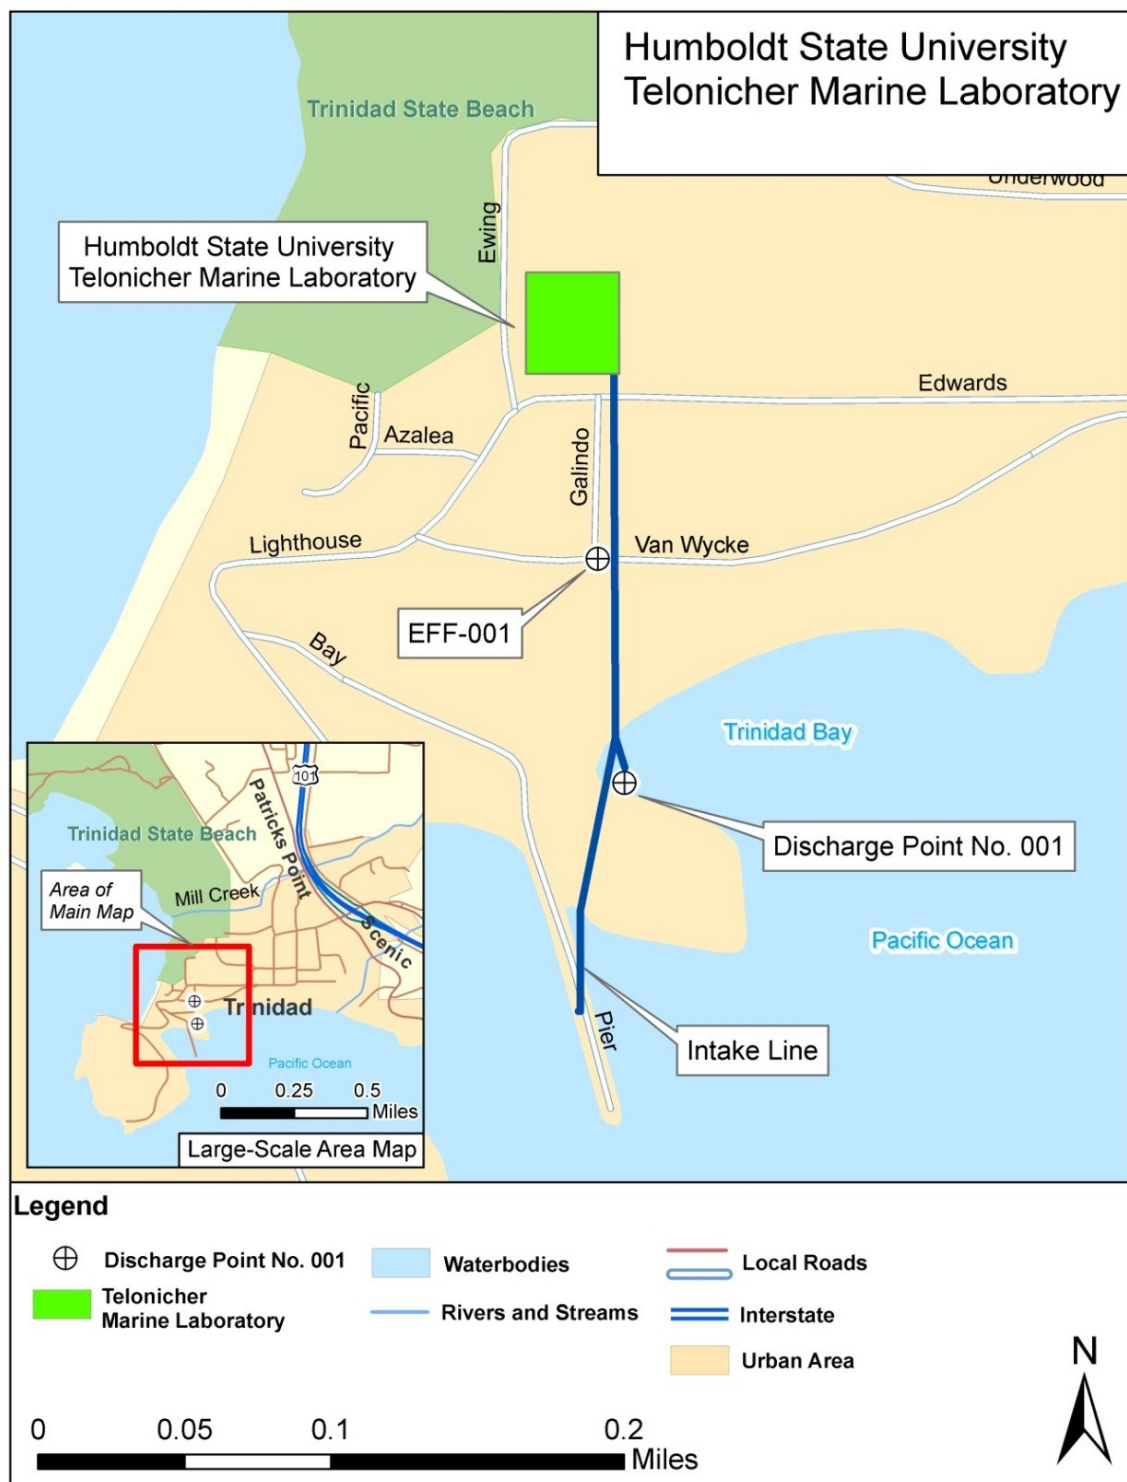 Humboldt State University
Telonicher Marine Laboratory
Trinidad State Beach
Underwood
Ewing
Humboldt State University
Telonicher Marine Laboratory
Edwards
Pacific
Azalea
Galindo
Lighthouse
Van Wycke
EFF-001
Bay
Trinidad Bay
Discharge Point No. 001
Pacific Ocean
Pier
Intake Line
101
Patricks Point
Trinidad State Beach
Area of
Main Map
Mill Creek
Scenic
Trinidad
Pacific Ocean
0 0.25 0.5
Miles
Large-Scale Area Map
Legend
Discharge Point No. 001
Telonicher
Marine Laboratory
Waterbodies
Rivers and Streams
Local Roads
Interstate
Urban Area
N
0 0.05 0.1 0.2
Miles